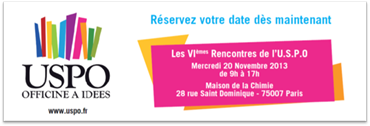 Réservez votre date dès maintenant
USPO
OFFICINE A IDEES
www.uspo.fr
Les VIèmes Rencontres de l'U.S.P.O
Mercredi 20 Novembre 2013
de 9h à 17h
Maison de la Chimie
28 rue Saint Dominique - 75007 Paris